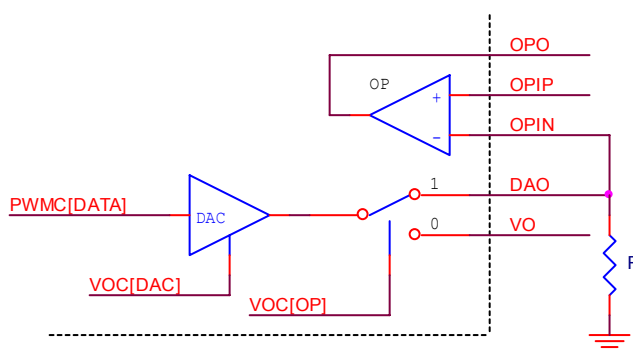 OPO
OP
OPIP
+
OPIN
−
1
DAO
PWMC[DATA]
DAC
0
VO
VOC[DAC]
VOC[OP]